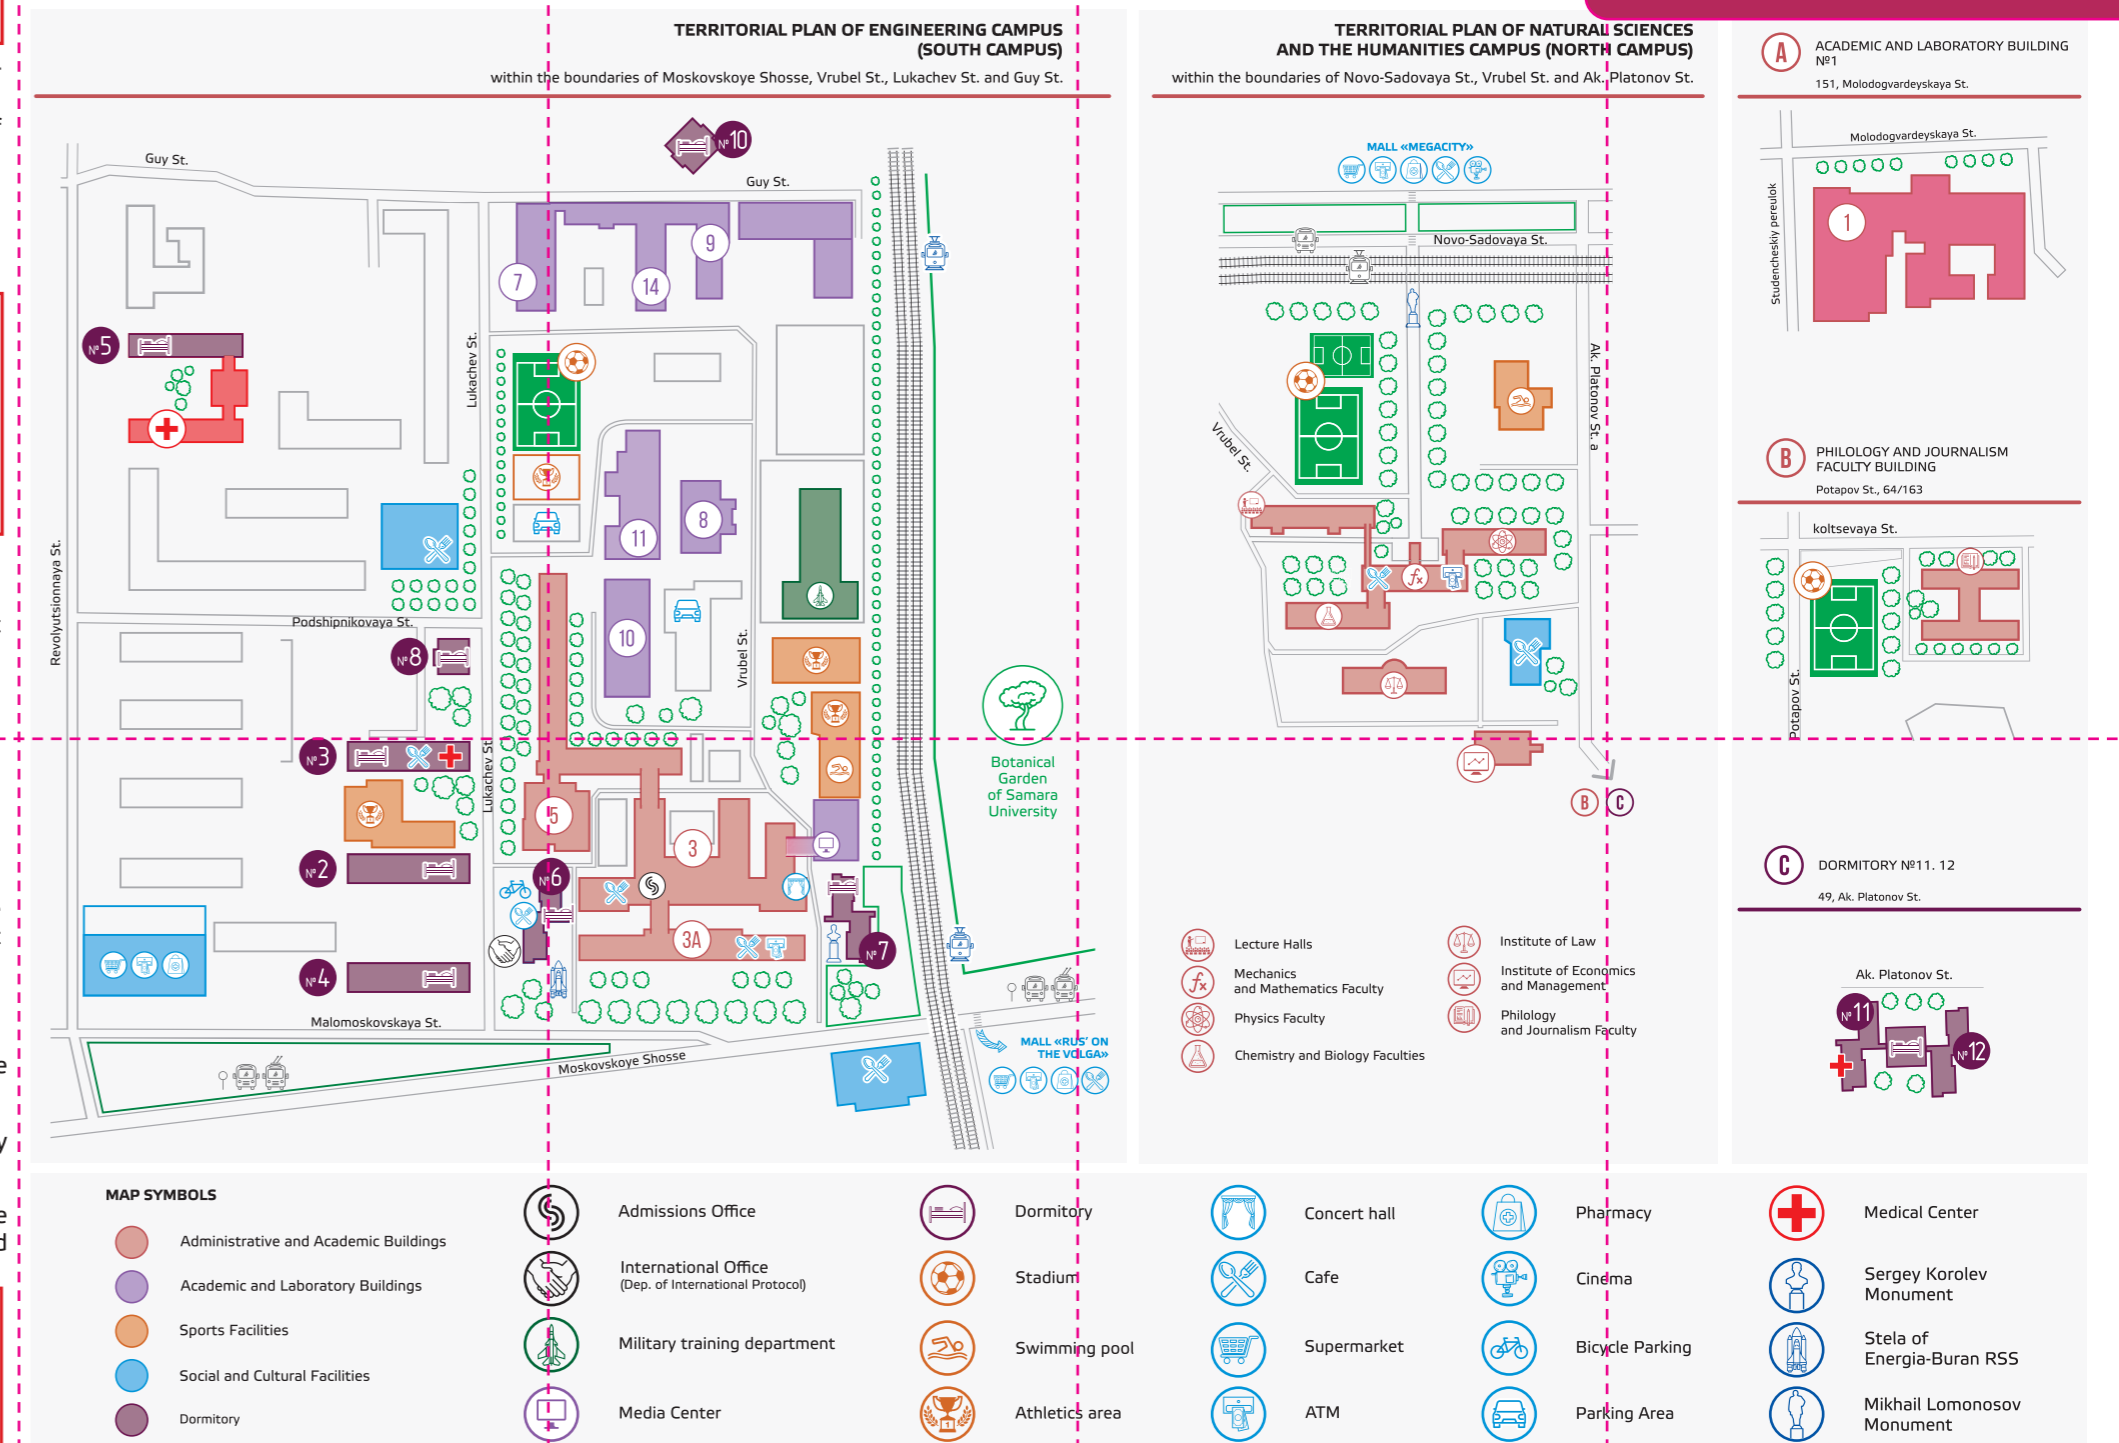 TERRITORIAL PLAN OF ENGINEERING CAMPUS
(SOUTH CAMPUS)
within the boundaries of Moskovskoye Shosse, Vrubel St., Lukachev St. and Guy St.
Guy St.
№10
Guy St.
7
14
9
№5
Lukachev St.
11
8
Revolyutsionnaya St.
Podshipnikovaya St.
10
№8
Vrubel St.
№3
Lukachev St.
5
3
№2
№6
3A
№7
№4
Malomoskovskaya St.
Moskovskoye Shosse
Botanical
Garden
of Samara
University
MALL «RUS' ON
THE VOLGA»
TERRITORIAL PLAN OF NATURAL SCIENCES
AND THE HUMANITIES CAMPUS (NORTH CAMPUS)
within the boundaries of Novo-Sadovaya St., Vrubel St. and Ak. Platonov St.
MALL «MEGACITY»
Novo-Sadovaya St.
Ak. Platonov St. a
Vrubel St.
fx
B
C
Lecture Halls
fx
Mechanics
and Mathematics Faculty
Physics Faculty
Chemistry and Biology Faculties
Institute of Law
Institute of Economics
and Management
Philology
and Journalism Faculty
A
ACADEMIC AND LABORATORY BUILDING
№1
151, Molodogvardeyskaya St.
Molodogvardeyskaya St.
Studencheskiy pereulok
1
B
PHILOLOGY AND JOURNALISM
FACULTY BUILDING
Potapov St., 64/163
koltsevaya St.
Potapov St.
C
DORMITORY №11. 12
49, Ak. Platonov St.
Ak. Platonov St.
№11
№12
MAP SYMBOLS
Administrative and Academic Buildings
Academic and Laboratory Buildings
Sports Facilities
Social and Cultural Facilities
Dormitory
Admissions Office
International Office
(Dep. of International Protocol)
Military training department
Media Center
Dormitory
Stadium
Swimming pool
1
Athletics area
Concert hall
Cafe
Supermarket
ATM
Pharmacy
Cinema
Bicycle Parking
Parking Area
Medical Center
Sergey Korolev
Monument
Stela of
Energia-Buran RSS
Mikhail Lomonosov
Monument